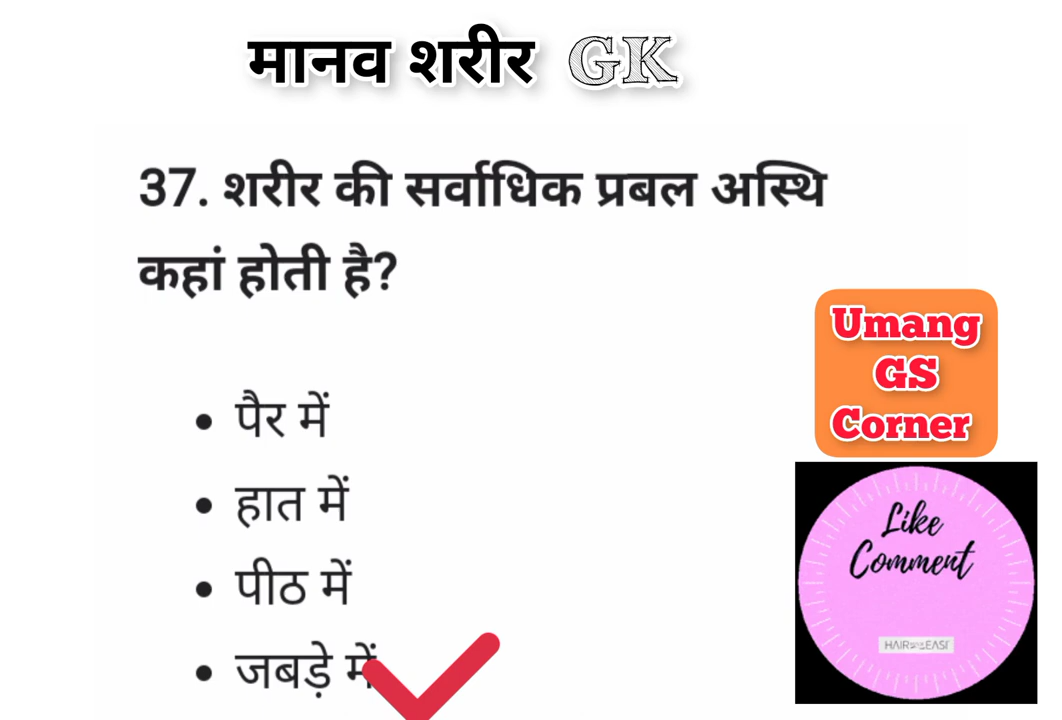 मानव शरीर GK
37. शरीर की सर्वाधिक प्रबल अस्थि
कहां होती है?
• पैर में
• हात में
• पीठ में
• जबड़े में
Umang
GS
Corner
Like
Comment